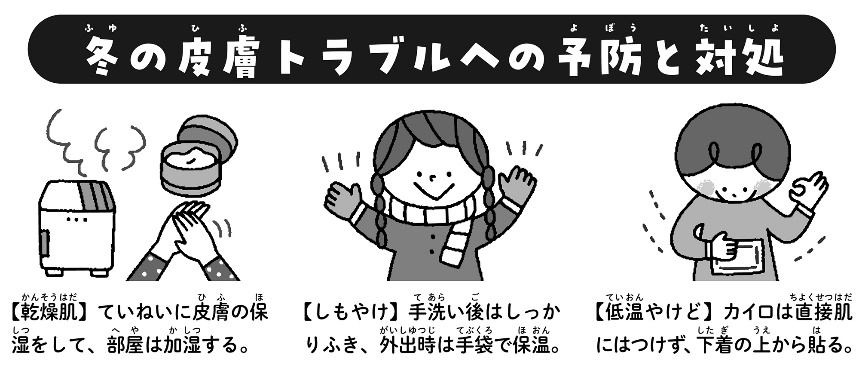 冬の皮膚トラブルへの予防と対処
【乾燥肌】ていねいに皮膚の保
湿をして、部屋は加湿する。
【しもやけ】手洗い後はしっか
りふき、外出時は手袋で保温。
【低温やけど】カイロは直接肌
にはつけず、下着の上から貼る。